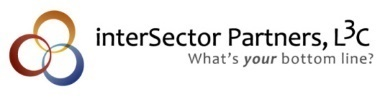 interSector Partners, L³C
What's your bottom line?